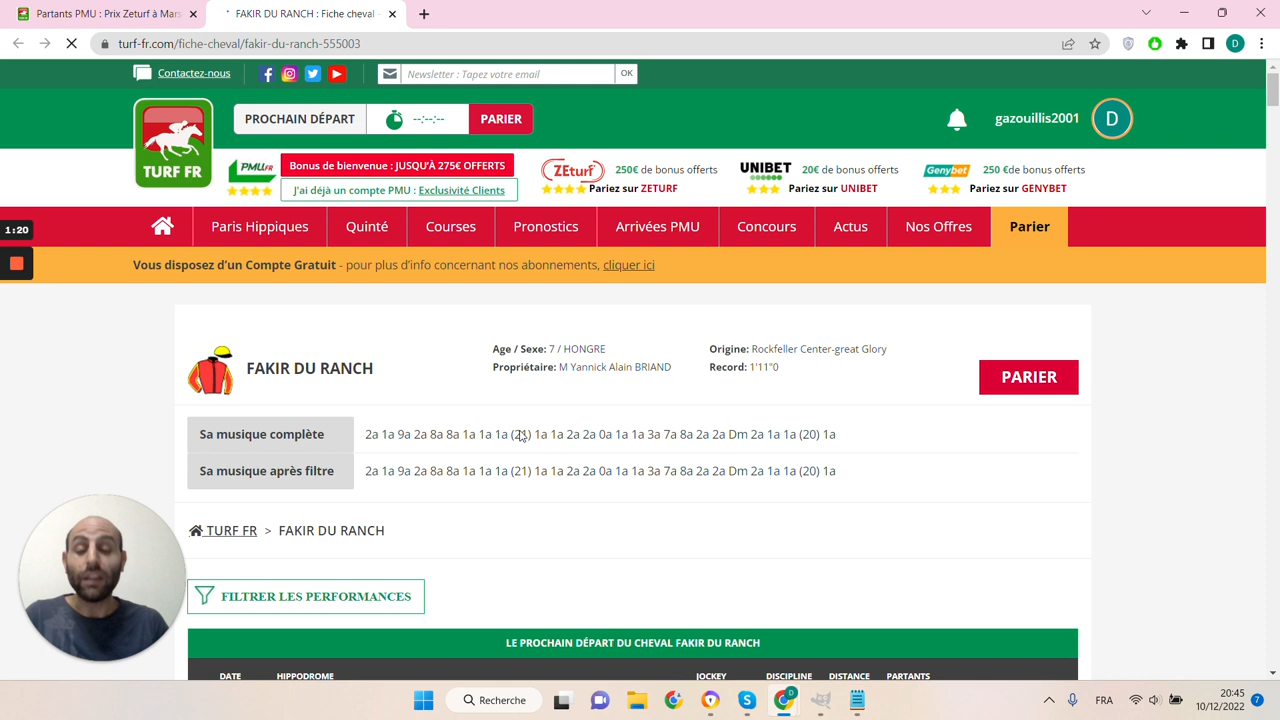 Partants PMU : Prix Zeturf à Mars
FAKIR DU RANCH : Fiche cheval -
turf-fr.com/fiche-cheval/fakir-du-ranch-555003
D
Contactez-nous
Newsletter : Tapez votre email
OK
TURF FR
PROCHAIN DÉPART
--:--:--
PARIER
gazouillis2001
D
PMU.FR
Bonus de bienvenue : JUSQU'À 275€ OFFERTS
J'ai déjà un compte PMU : Exclusivité Clients
ZEturf
250€ de bonus offerts
Pariez sur ZETURF
UNIBET
20€ de bonus offerts
Pariez sur UNIBET
Genybet
250 €de bonus offerts
Pariez sur GENYBET
1:20
Paris Hippiques
Quinté
Courses
Pronostics
Arrivées PMU
Concours
Actus
Nos Offres
Parier
Vous disposez d'un Compte Gratuit - pour plus d'info concernant nos abonnements, cliquer ici
FAKIR DU RANCH
Age / Sexe: 7 / HONGRE
Propriétaire: M Yannick Alain BRIAND
Origine: Rockfeller Center-great Glory
Record: 1'11"0
PARIER
Sa musique complète
2a 1a 9a 2a 8a 8a 1a 1a 1a (21) 1a 1a 2a 2a 0a 1a 1a 3a 7a 8a 2a 2a Dm 2a 1a 1a (20) 1a
Sa musique après filtre
2a 1a 9a 2a 8a 8a 1a 1a 1a (21) 1a 1a 2a 2a 0a 1a 1a 3a 7a 8a 2a 2a Dm 2a 1a 1a (20) 1a
TURF FR > FAKIR DU RANCH
FILTRER LES PERFORMANCES
LE PROCHAIN DÉPART DU CHEVAL FAKIR DU RANCH
DATE
HIPPODROME
JOCKEY
DISCIPLINE
DISTANCE
PARTANTS
Recherche
D
FRA
20:45
10/12/2022
7